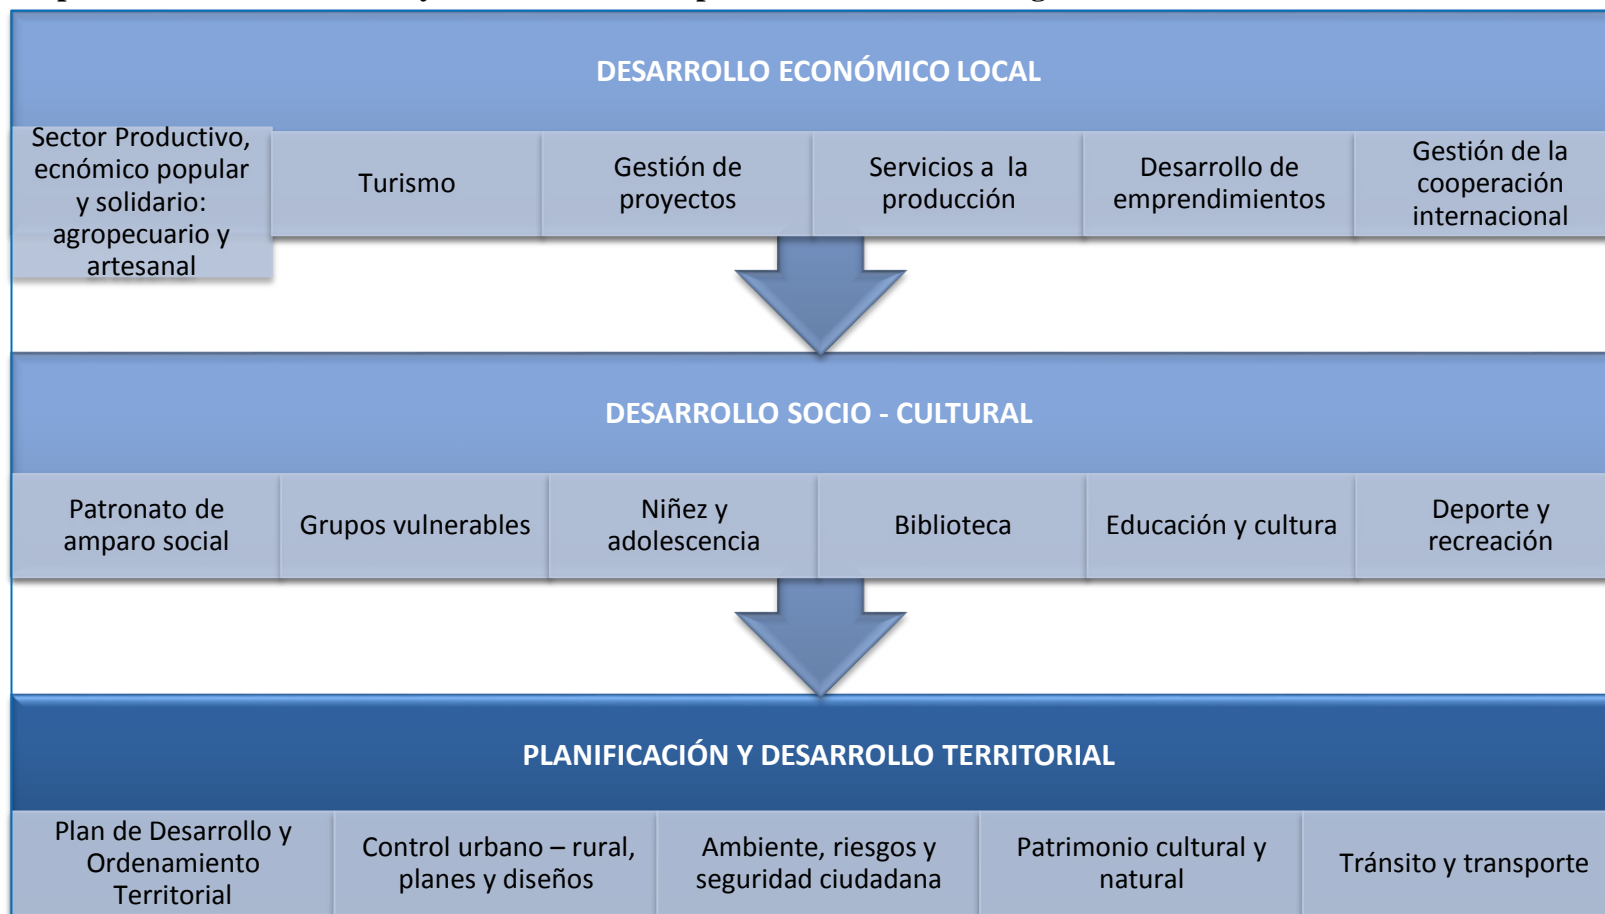 DESARROLLO ECONÓMICO LOCAL
Sector Productivo,
ecnómico popular
y solidario:
agropecuario y
artesanal
Turismo
Gestión de
proyectos
Servicios a la
producción
Desarrollo de
emprendimientos
Gestión de la
cooperación
internacional
DESARROLLO SOCIO - CULTURAL
Patronato de
amparo social
Grupos vulnerables
Niñez y
adolescencia
Biblioteca
Educación y cultura
Deporte y
recreación
PLANIFICACIÓN Y DESARROLLO TERRITORIAL
Plan de Desarrollo y
Ordenamiento
Territorial
Control urbano – rural,
planes y diseños
Ambiente, riesgos y
seguridad ciudadana
Patrimonio cultural y
natural
Tránsito y transporte